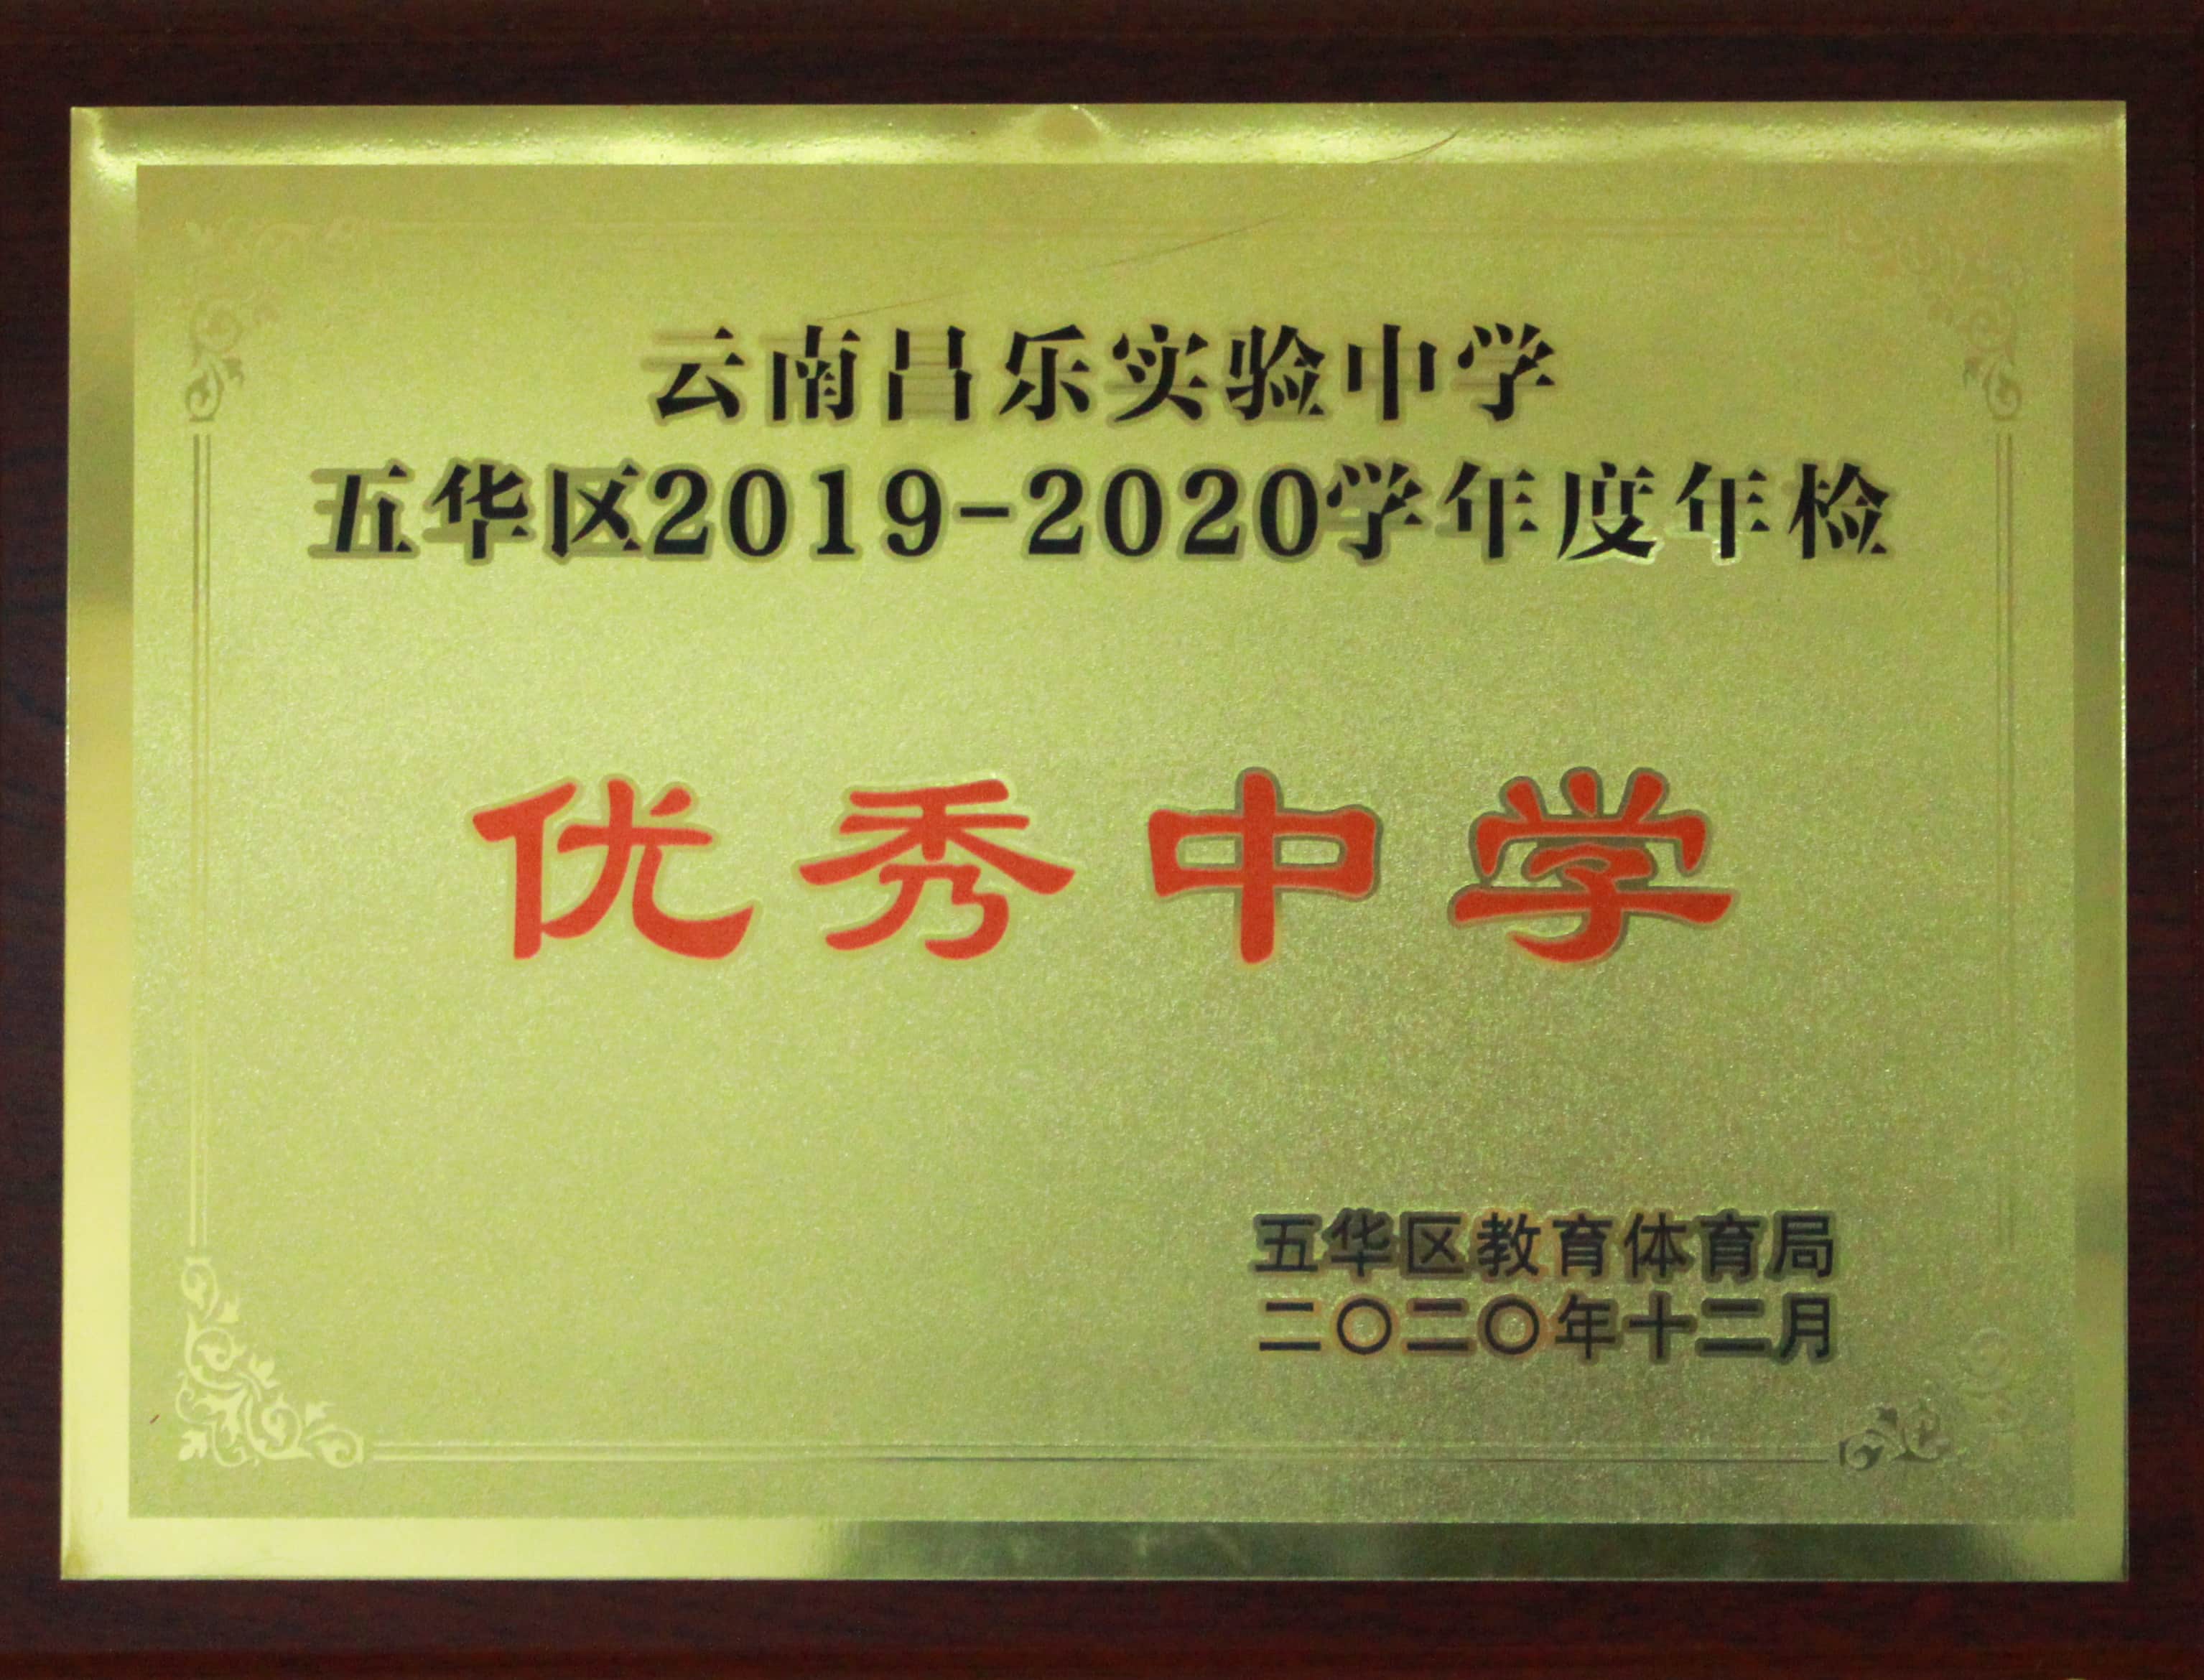 云南昌乐实验中学
五华区2019-2020学年度年检
优秀中学
五华区教育体育局
二〇二〇年十二月